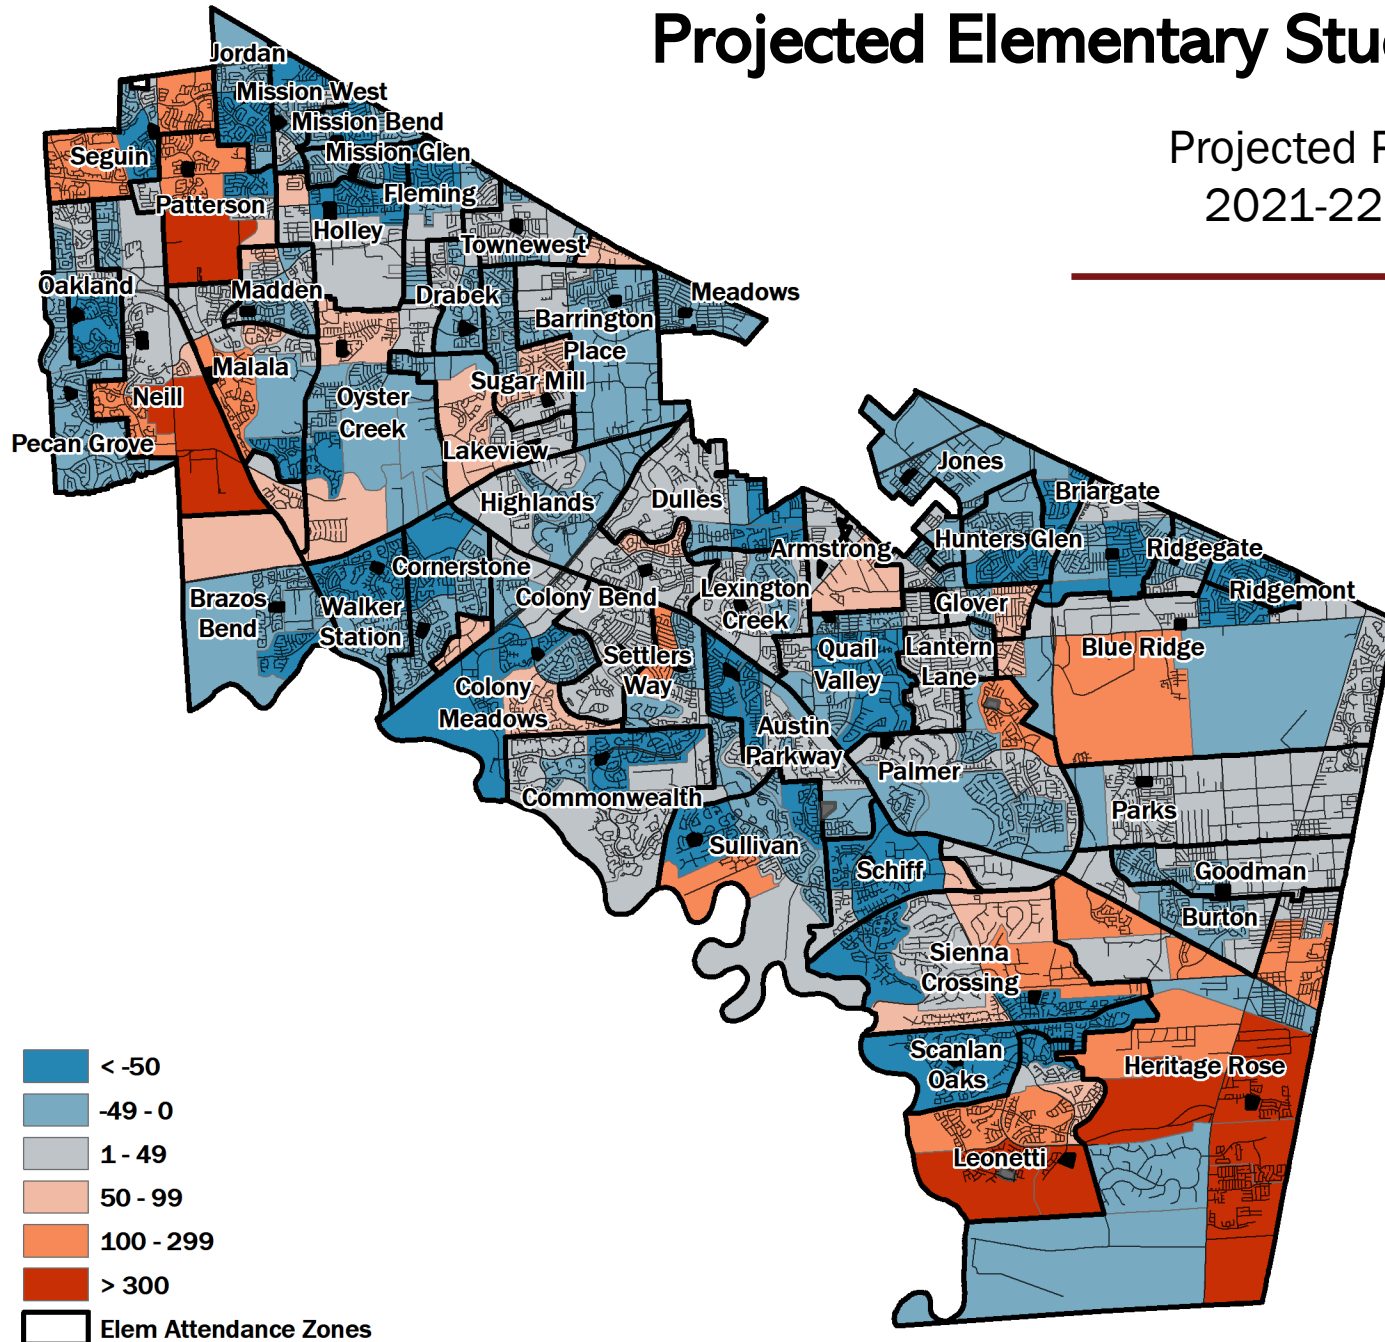 Projected Elementary Stu
Projected
2021-22
Jordan
Mission West
Mission Bend
Mission Glen
Seguin
Fleming
Patterson
Holley
Townewest
Oakland
Madden
Drabek
Meadows
Barrington
Place
Malala
Sugar Mill
Neill
Oyster
Creek
Pecan Grove
Lakeview
Highlands
Dulles
Jones
Briargate
Armstrong
Hunters Glen
Ridgegate
Cornerstone
Ridgemont
Brazos
Bend
Walker
Station
Colony Bend
Lexington
Creek
Glover
Settlers
Way
Quail
Valley
Lantern
Lane
Blue Ridge
Colony
Meadows
Austin
Parkway
Palmer
Commonwealth
Parks
Sullivan
Schiff
Goodman
Burton
Sienna
Crossing
Scanlan
Oaks
Heritage Rose
Leonetti
< -50
-49 - 0
1 - 49
50 - 99
100 - 299
> 300
Elem Attendance Zones